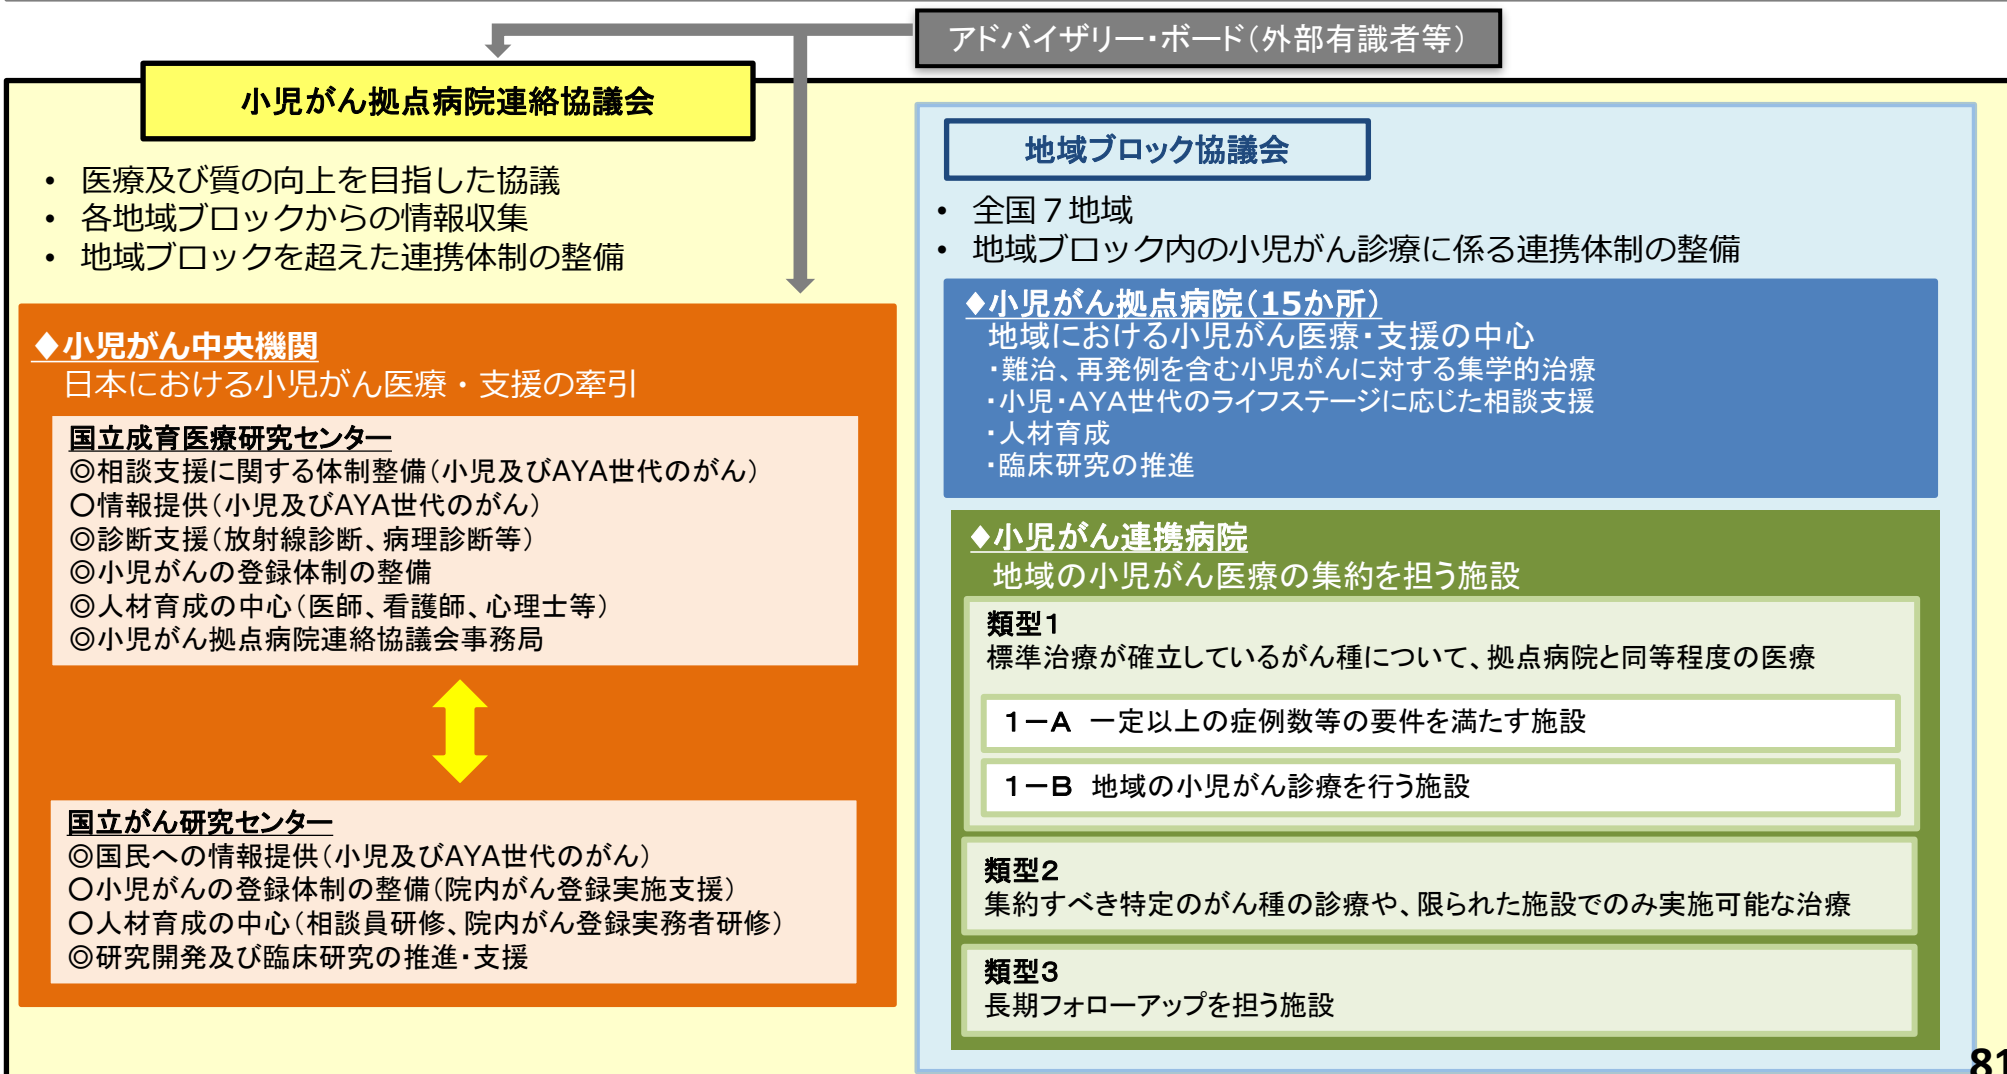 アドバイザリー・ボード（外部有識者等）
小児がん拠点病院連絡協議会
• 医療及び質の向上を目指した協議
• 各地域ブロックからの情報収集
• 地域ブロックを超えた連携体制の整備
◆小児がん中央機関
日本における小児がん医療・支援の牽引
国立成育医療研究センター
◎相談支援に関する体制整備（小児及びAYA世代のがん）
〇情報提供（小児及びAYA世代のがん）
◎診断支援（放射線診断、病理診断等）
◎小児がんの登録体制の整備
◎人材育成の中心（医師、看護師、心理士等）
◎小児がん拠点病院連絡協議会事務局
国立がん研究センター
◎国民への情報提供（小児及びAYA世代のがん）
〇小児がんの登録体制の整備（院内がん登録実施支援）
〇人材育成の中心（相談員研修、院内がん登録実務者研修）
◎研究開発及び臨床研究の推進・支援
地域ブロック協議会
• 全国７地域
• 地域ブロック内の小児がん診療に係る連携体制の整備
◆小児がん拠点病院（15か所）
地域における小児がん医療・支援の中心
・難治、再発例を含む小児がんに対する集学的治療
・小児・AYA世代のライフステージに応じた相談支援
・人材育成
・臨床研究の推進
◆小児がん連携病院
地域の小児がん医療の集約を担う施設
類型１
標準治療が確立しているがん種について、拠点病院と同等程度の医療
１－Ａ 一定以上の症例数等の要件を満たす施設
１－Ｂ 地域の小児がん診療を行う施設
類型２
集約すべき特定のがん種の診療や、限られた施設でのみ実施可能な治療
類型３
長期フォローアップを担う施設
81